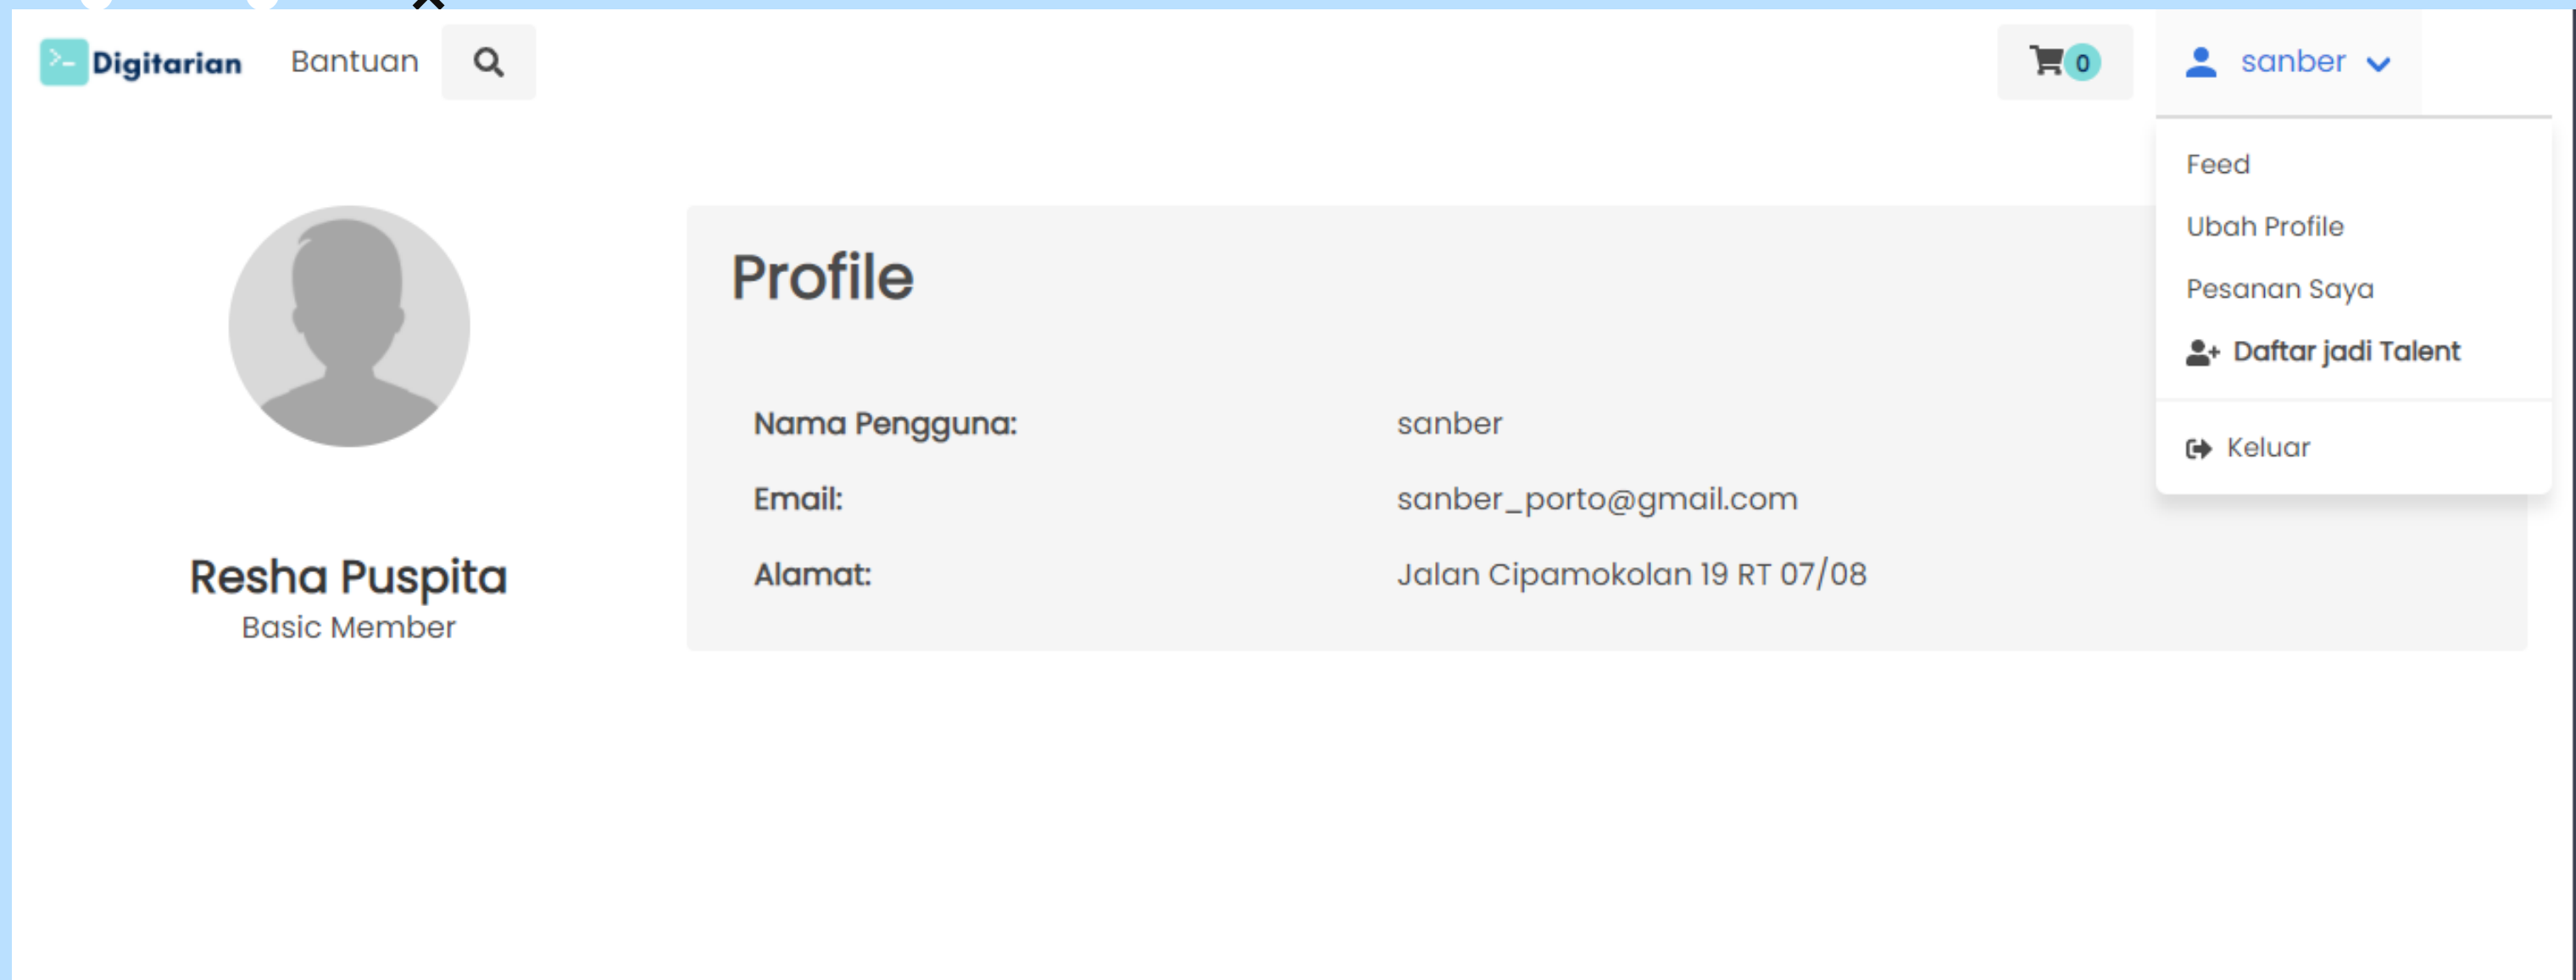 >_ Digitarian Bantuan 0 sanber
Feed
Ubah Profile
Pesanan Saya
Daftar jadi Talent
Keluar
Profile
Nama Pengguna: sanber
Email: sanber_porto@gmail.com
Alamat: Jalan Cipamokolan 19 RT 07/08
Resha Puspita
Basic Member